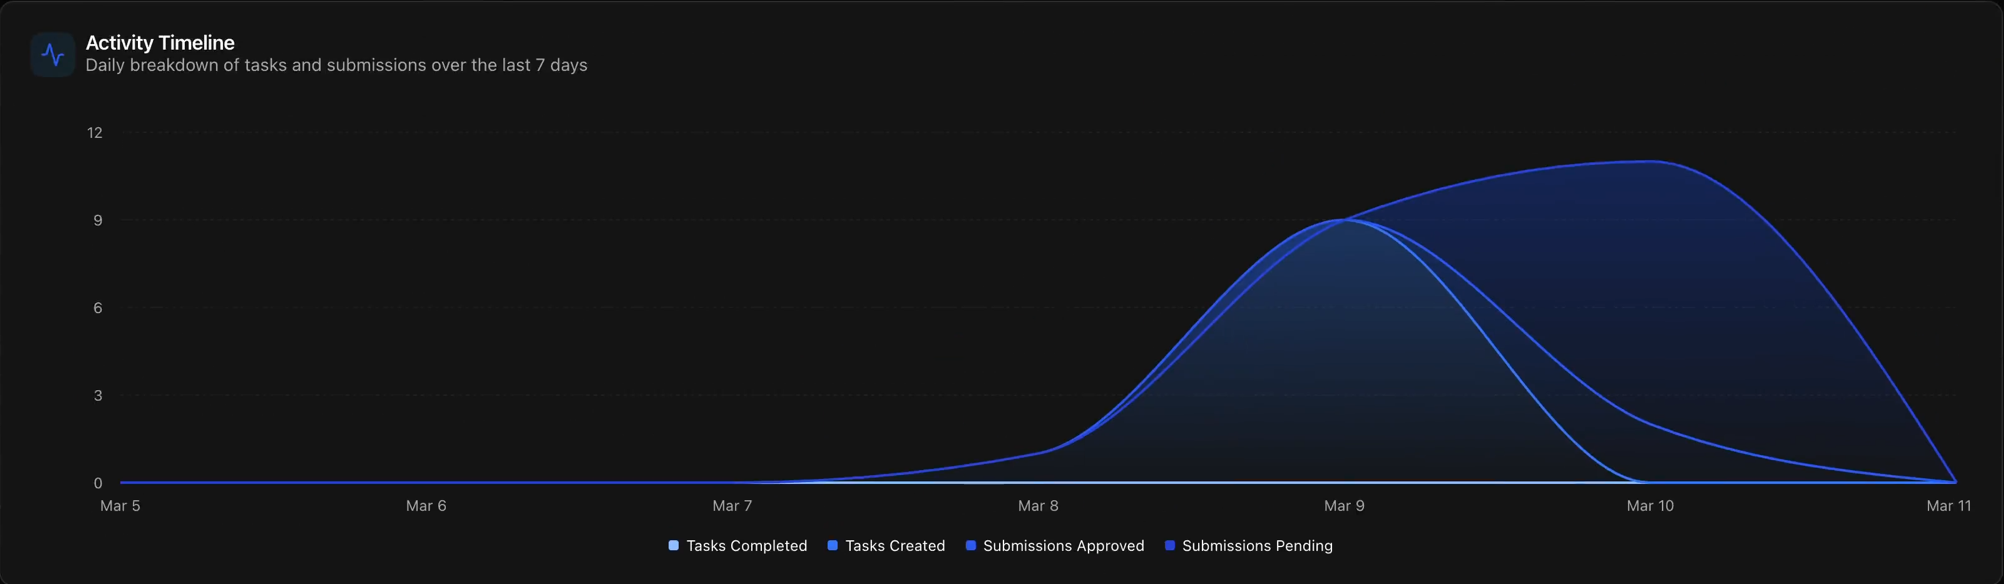 Activity Timeline
Daily breakdown of tasks and submissions over the last 7 days
12
9
6
3
0
Mar 5 Mar 6 Mar 7 Mar 8 Mar 9 Mar 10 Mar 11
Tasks Completed Tasks Created Submissions Approved Submissions Pending